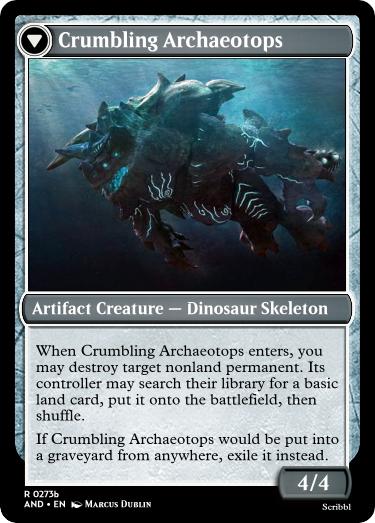 Crumbling Archaeotops
Artifact Creature — Dinosaur Skeleton
When Crumbling Archaeotops enters, you
may destroy target nonland permanent. Its
controller may search their library for a basic
land card, put it onto the battlefield, then
shuffle.
If Crumbling Archaeotops would be put into
a graveyard from anywhere, exile it instead.
4/4
R 0273b
AND • EN Marcus Dublin
Scribbl